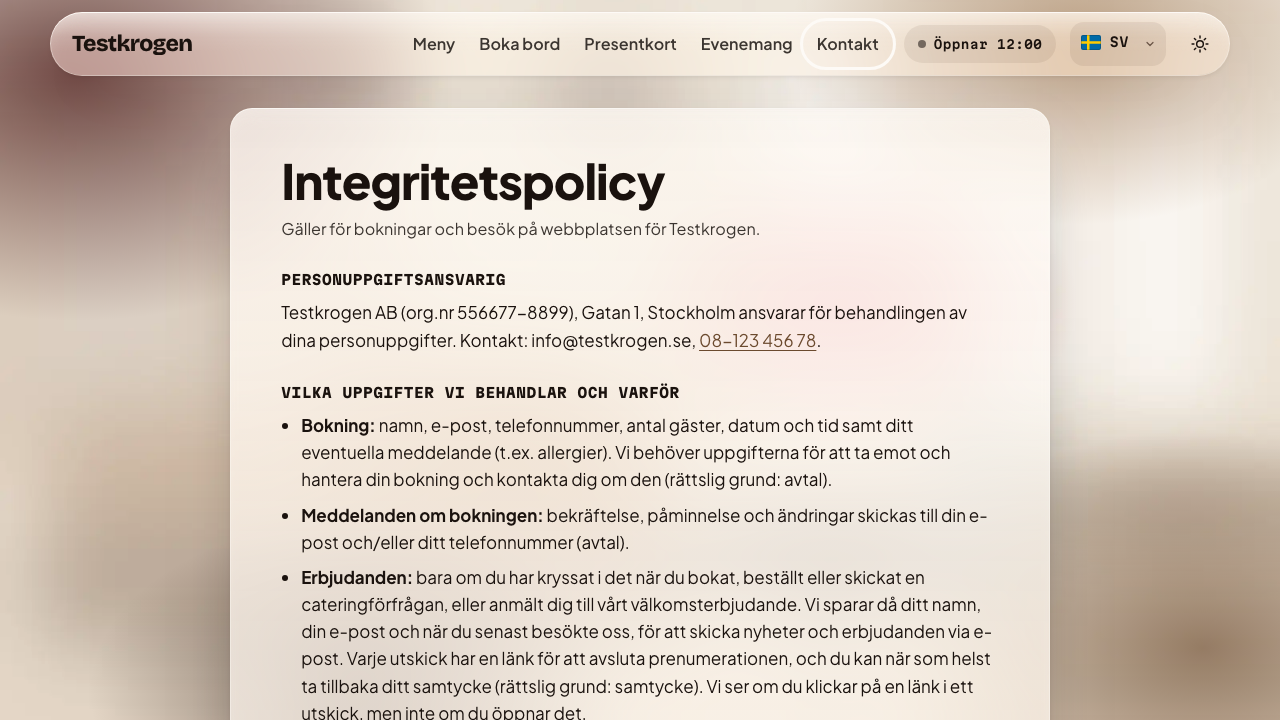 Testkrogen
Meny
Boka bord
Presentkort
Evenemang
Kontakt
Öppnar 12:00
SV
Integritetspolicy
Gäller för bokningar och besök på webbplatsen för Testkrogen.
PERSONUPPGIFTSANSVARIG
Testkrogen AB (org.nr 556677–8899), Gatan 1, Stockholm ansvarar för behandlingen av
dina personuppgifter. Kontakt: info@testkrogen.se, 08–123 456 78.
VILKA UPPGIFTER VI BEHANDLAR OCH VARFÖR
• Bokning: namn, e-post, telefonnummer, antal gäster, datum och tid samt ditt
eventuella meddelande (t.ex. allergier). Vi behöver uppgifterna för att ta emot och
hantera din bokning och kontakta dig om den (rättslig grund: avtal).
• Meddelanden om bokningen: bekräftelse, påminnelse och ändringar skickas till din e-
post och/eller ditt telefonnummer (avtal).
• Erbjudanden: bara om du har kryssat i det när du bokat, beställt eller skickat en
cateringförfrågan, eller anmält dig till vårt välkomsterbjudande. Vi sparar då ditt namn,
din e-post och när du senast besökte oss, för att skicka nyheter och erbjudanden via e-
post. Varje utskick har en länk för att avsluta prenumerationen, och du kan när som helst
ta tillbaka ditt samtycke (rättslig grund: samtycke). Vi ser om du klickar på en länk i ett
utskick, men inte om du öppnar det.